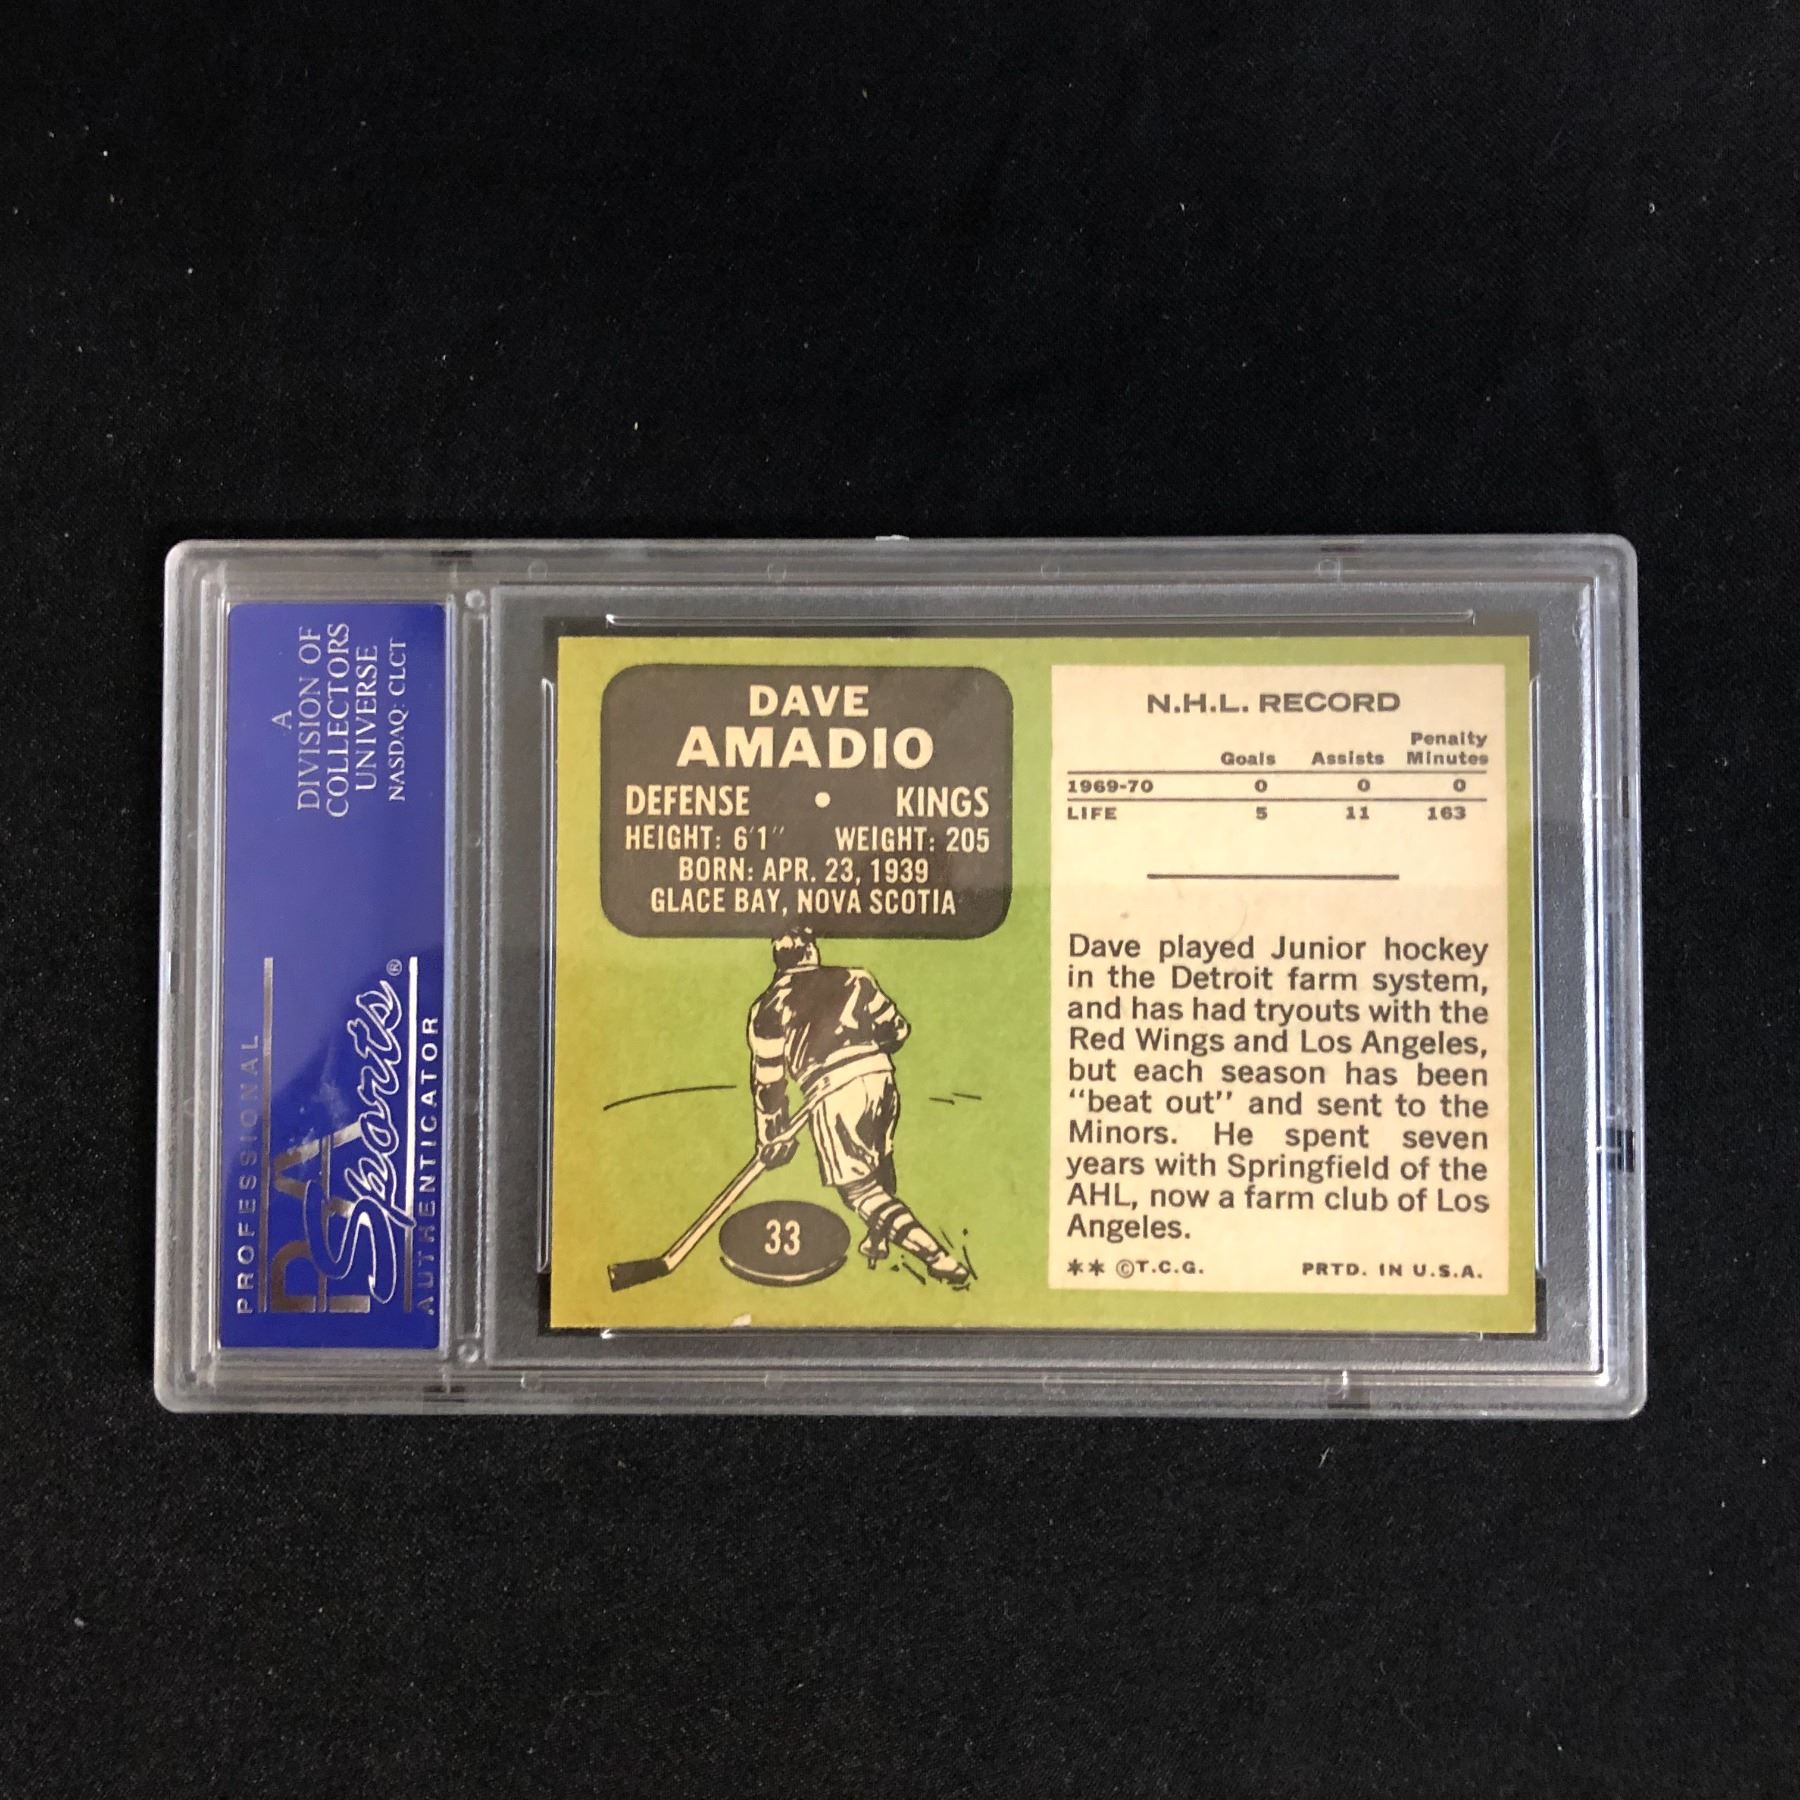 A
DIVISION OF
COLLECTORS
UNIVERSE
NASDAQ: CLCT
PROFESSIONAL
PSA
Sports®
AUTHENTICATOR
DAVE
AMADIO
DEFENSE • KINGS
HEIGHT: 6'1" WEIGHT: 205
BORN: APR. 23, 1939
GLACE BAY, NOVA SCOTIA
33
N.H.L. RECORD
Penalty
Goals Assists Minutes
1969-70 0 0 0
LIFE 5 11 163
Dave played Junior hockey
in the Detroit farm system,
and has had tryouts with the
Red Wings and Los Angeles,
but each season has been
"beat out" and sent to the
Minors. He spent seven
years with Springfield of the
AHL, now a farm club of Los
Angeles.
** ©T.C.G. PRTD. IN U.S.A.